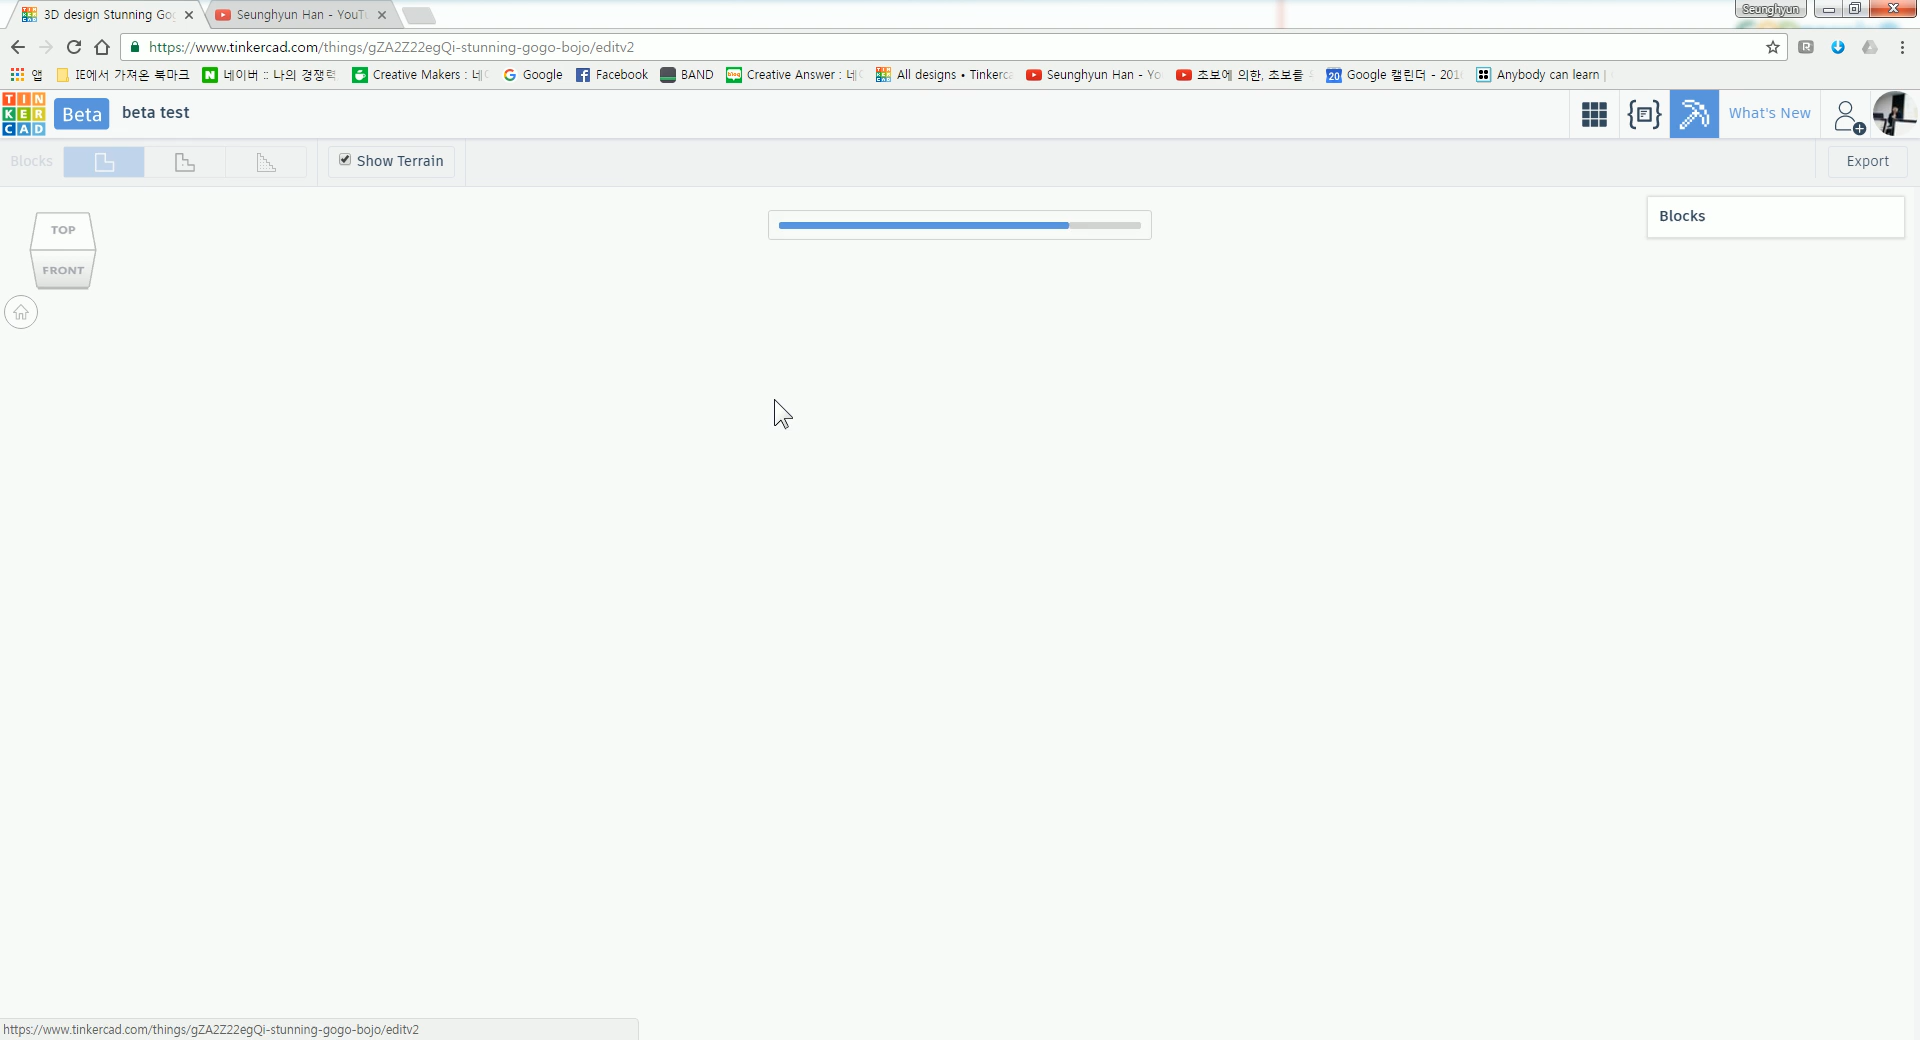 3D design Stunning Go
Seunghyun Han - YouT
Seunghyun
https://www.tinkercad.com/things/gZA2Z22egQi-stunning-gogo-bojo/editv2
앱
IE에서 가져온 북마크
네이버 :: 나의 경쟁력
Creative Makers : 네
Google
Facebook
BAND
Creative Answer : 네
All designs • Tinkerca
Seunghyun Han - Yo
초보에 의한, 초보를
Google 캘린더 - 201
Anybody can learn |
TIN
KER
CAD
Beta
beta test
What's New
Blocks
Show Terrain
Export
TOP
FRONT
Blocks
https://www.tinkercad.com/things/gZA2Z22egQi-stunning-gogo-bojo/editv2